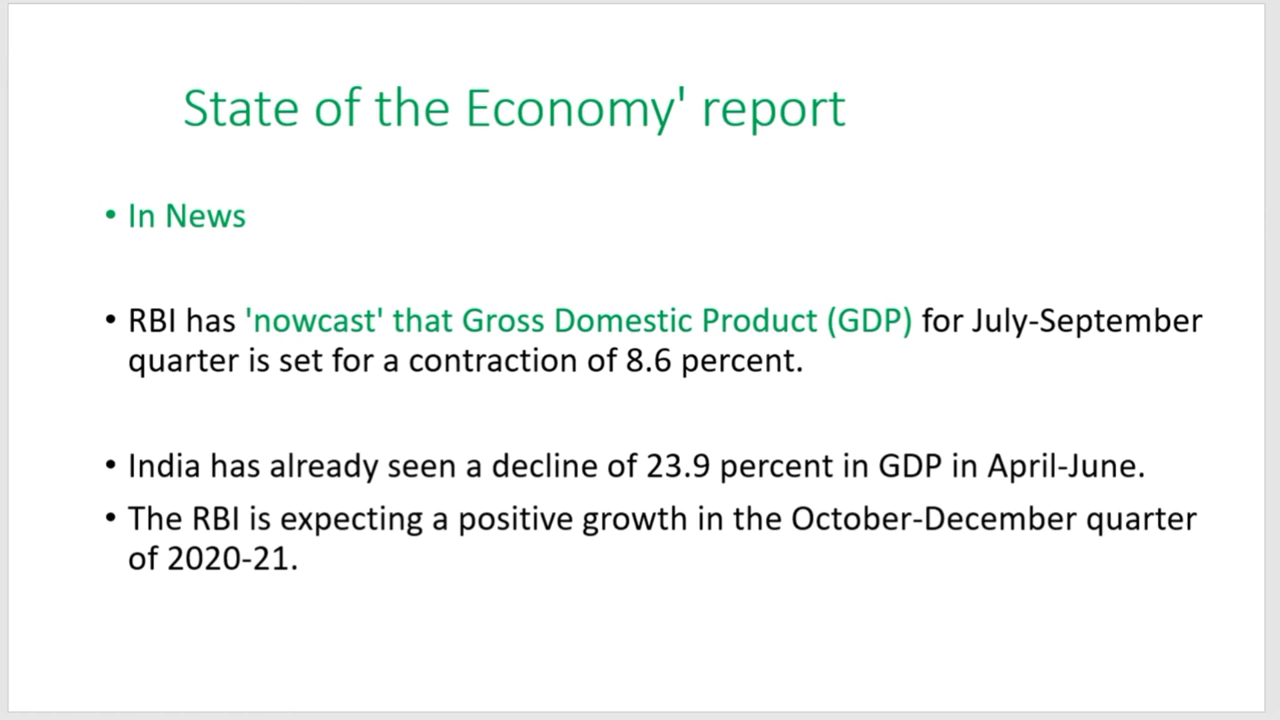 State of the Economy' report
• In News
• RBI has 'nowcast' that Gross Domestic Product (GDP) for July-September
quarter is set for a contraction of 8.6 percent.
• India has already seen a decline of 23.9 percent in GDP in April-June.
• The RBI is expecting a positive growth in the October-December quarter
of 2020-21.